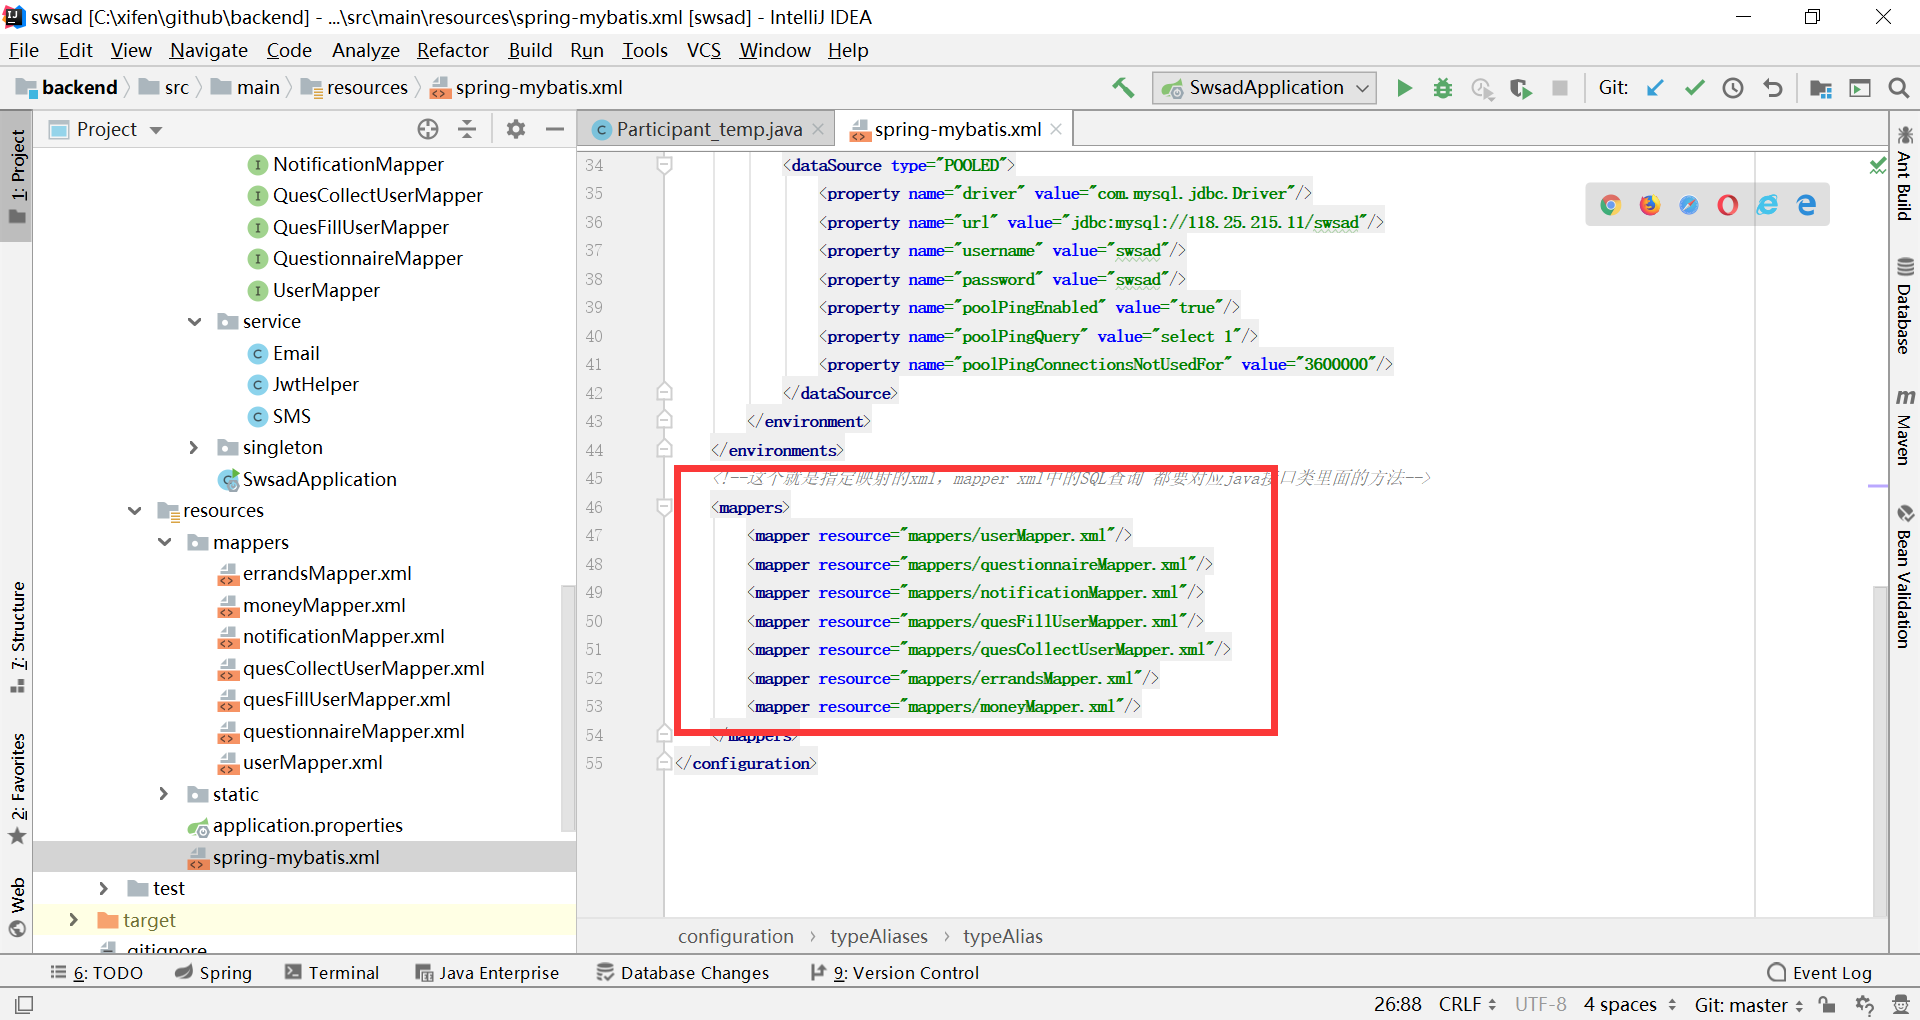 swsad [C:\xifen\github\backend] - ...\src\main\resources\spring-mybatis.xml [swsad] - IntelliJ IDEA
File Edit View Navigate Code Analyze Refactor Build Run Tools VCS Window Help
backend src main resources spring-mybatis.xml SwsadApplication Git:
Project
Participant_temp.java spring-mybatis.xml
1: Project
7: Structure
2: Favorites
Web
NotificationMapper
QuesCollectUserMapper
QuesFillUserMapper
QuestionnaireMapper
UserMapper
service
Email
JwtHelper
SMS
singleton
SwsadApplication
resources
mappers
errandsMapper.xml
moneyMapper.xml
notificationMapper.xml
quesCollectUserMapper.xml
quesFillUserMapper.xml
questionnaireMapper.xml
userMapper.xml
static
application.properties
spring-mybatis.xml
test
target
.gitignore
34 <dataSource type="POOLED">
35 <property name="driver" value="com.mysql.jdbc.Driver"/>
36 <property name="url" value="jdbc:mysql://118.25.215.11/swsad"/>
37 <property name="username" value="swsad"/>
38 <property name="password" value="swsad"/>
39 <property name="poolPingEnabled" value="true"/>
40 <property name="poolPingQuery" value="select 1"/>
41 <property name="poolPingConnectionsNotUsedFor" value="3600000"/>
42 </dataSource>
43 </environment>
44 </environments>
45 <!--这个就是指定映射的xml，mapper xml中的SQL查询 都要对应java接口类里面的方法-->
46 <mappers>
47 <mapper resource="mappers/userMapper.xml"/>
48 <mapper resource="mappers/questionnaireMapper.xml"/>
49 <mapper resource="mappers/notificationMapper.xml"/>
50 <mapper resource="mappers/quesFillUserMapper.xml"/>
51 <mapper resource="mappers/quesCollectUserMapper.xml"/>
52 <mapper resource="mappers/errandsMapper.xml"/>
53 <mapper resource="mappers/moneyMapper.xml"/>
54 </mappers>
55 </configuration>
configuration typeAliases typeAlias
Ant Build
Database
Maven
Bean Validation
6: TODO Spring Terminal Java Enterprise Database Changes 9: Version Control Event Log
26:88 CRLF UTF-8 4 spaces Git: master